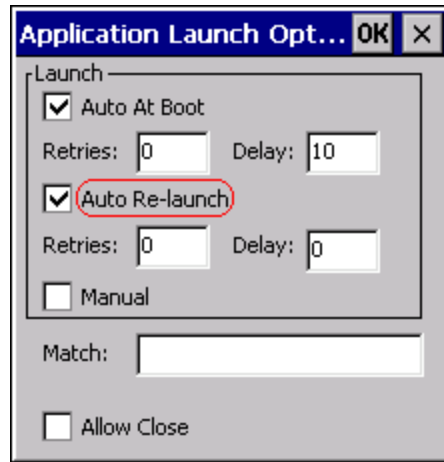 Application Launch Opt... OK ×
Launch
Auto At Boot
Retries: 0 Delay: 10
Auto Re-launch
Retries: 0 Delay: 0
Manual
Match:
Allow Close